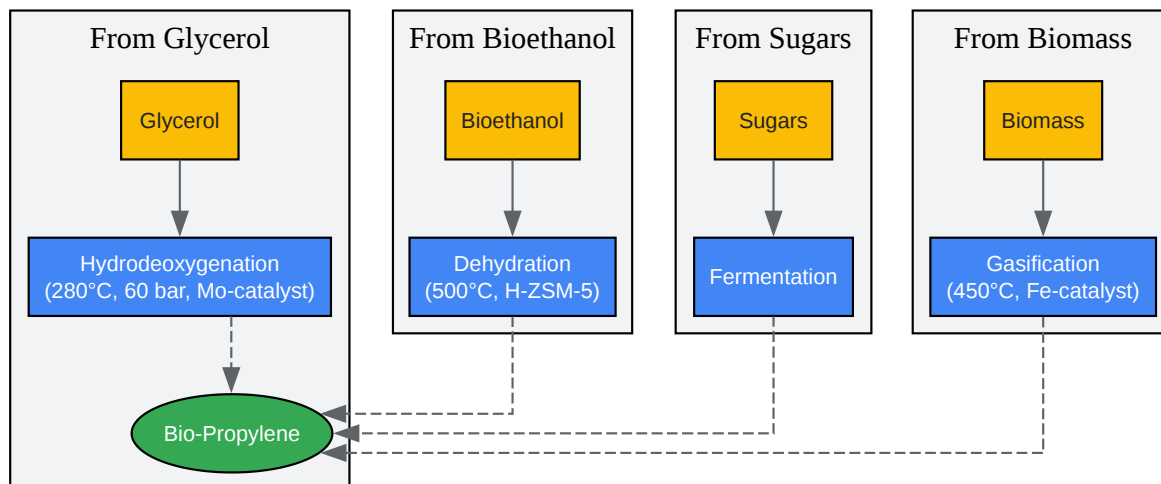 From Glycerol
From Bioethanol
From Sugars
From Biomass
Glycerol
Bioethanol
Sugars
Biomass
Hydrodeoxygenation
(280°C, 60 bar, Mo-catalyst)
Dehydration
(500°C, H-ZSM-5)
Fermentation
Gasification
(450°C, Fe-catalyst)
Bio-Propylene